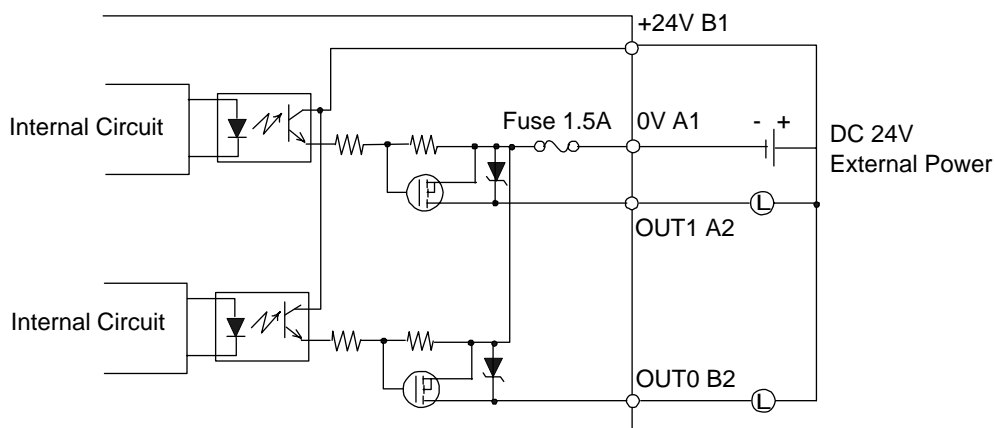 +24V B1
Internal Circuit
Fuse 1.5A
0V A1
- +
DC 24V
External Power
L
OUT1 A2
Internal Circuit
OUT0 B2
L